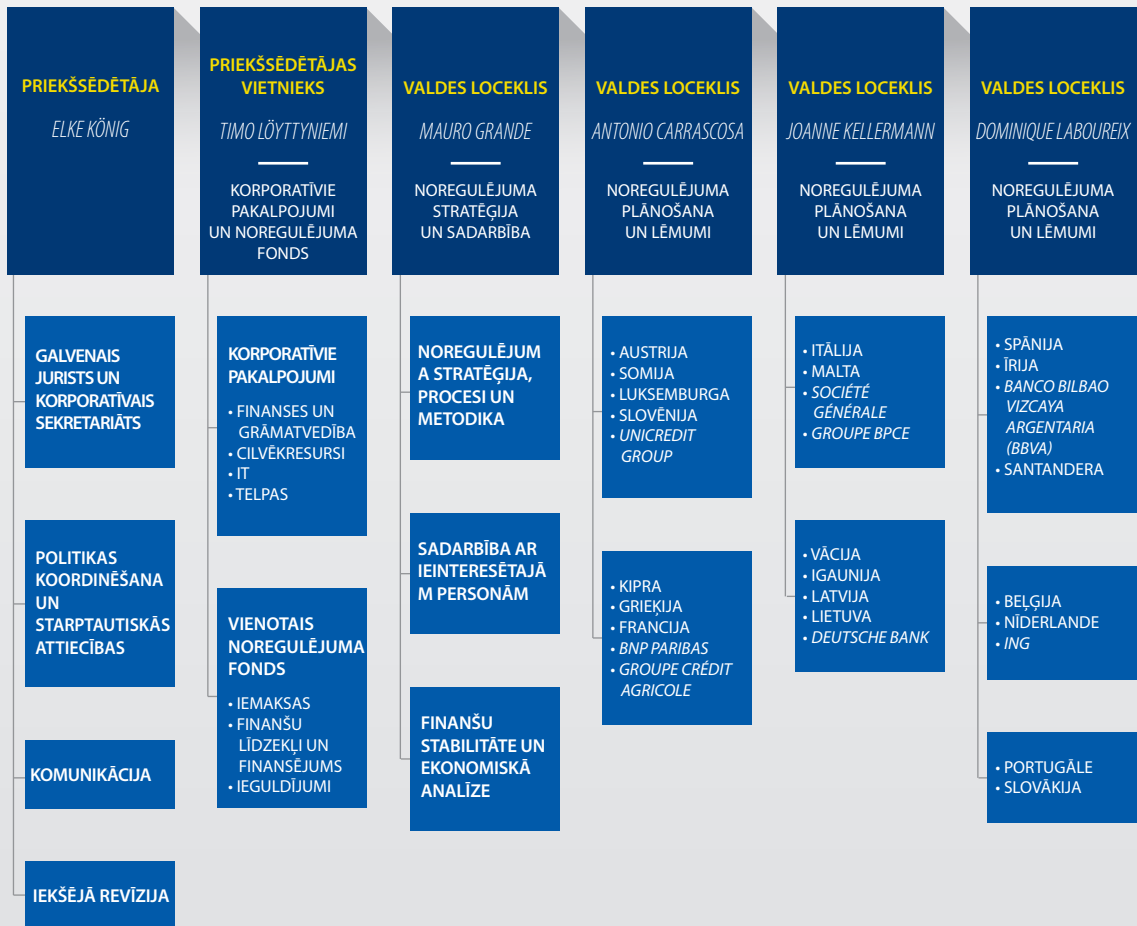 PRIEKŠSĒDĒTĀJA
ELKE KÖNIG
GALVENAIS
JURISTS UN
KORPORATĪVAIS
SEKRETARIĀTS
POLITIKAS
KOORDINĒŠANA
UN
STARPTAUTISKĀS
ATTIECĪBAS
KOMUNIKĀCIJA
IEKŠĒJĀ REVĪZIJA
PRIEKŠSĒDĒTĀJAS
VIETNIEKS
TIMO LÖYTTYNIEMI
KORPORATĪVIE
PAKALPOJUMI
UN NOREGULĒJUMA
FONDS
KORPORATĪVIE
PAKALPOJUMI
• FINANSES UN
GRĀMATVEDĪBA
• CILVĒKRESURSI
• IT
• TELPAS
VIENOTAIS
NOREGULĒJUMA
FONDS
• IEMAKSAS
• FINANŠU
LĪDZEKĻI UN
FINANSĒJUMS
• IEGULDĪJUMI
VALDES LOCEKLIS
MAURO GRANDE
NOREGULĒJUMA
STRATĒĢIJA
UN SADARBĪBA
NOREGULĒJUM
A STRATĒĢIJA,
PROCESI UN
METODIKA
SADARBĪBA AR
IEINTERESĒTAJĀ
M PERSONĀM
FINANŠU
STABILITĀTE UN
EKONOMISKĀ
ANALĪZE
VALDES LOCEKLIS
ANTONIO CARRASCOSA
NOREGULĒJUMA
PLĀNOŠANA
UN LĒMUMI
• AUSTRIJA
• SOMIJA
• LUKSEMBURGA
• SLOVĒNIJA
• UNICREDIT
GROUP
• KIPRA
• GRIEĶIJA
• FRANCIJA
• BNP PARIBAS
• GROUPE CRÉDIT
AGRICOLE
VALDES LOCEKLIS
JOANNE KELLERMANN
NOREGULĒJUMA
PLĀNOŠANA
UN LĒMUMI
• ITĀLIJA
• MALTA
• SOCIÉTÉ
GÉNÉRALE
• GROUPE BPCE
• VĀCIJA
• IGAUNIJA
• LATVIJA
• LIETUVA
• DEUTSCHE BANK
VALDES LOCEKLIS
DOMINIQUE LABOUREIX
NOREGULĒJUMA
PLĀNOŠANA
UN LĒMUMI
• SPĀNIJA
• ĪRIJA
• BANCO BILBAO
VIZCAYA
ARGENTARIA
(BBVA)
• SANTANDERA
• BEĻĢIJA
• NĪDERLANDE
• ING
• PORTUGĀLE
• SLOVĀKIJA